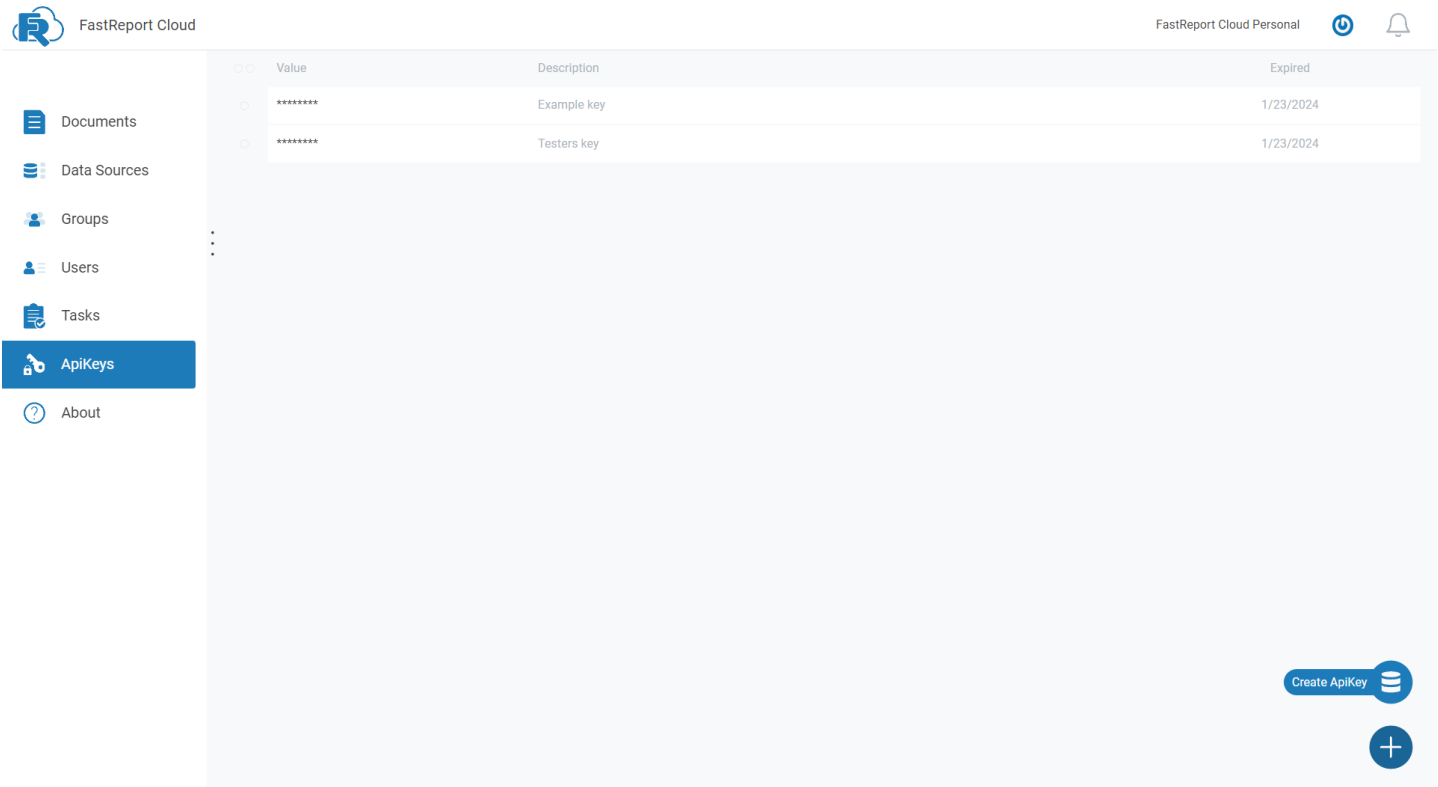 FastReport Cloud
FastReport Cloud Personal
Documents
Data Sources
Groups
Users
Tasks
ApiKeys
About
Value Description Expired
******** Example key 1/23/2024
******** Testers key 1/23/2024
Create ApiKey